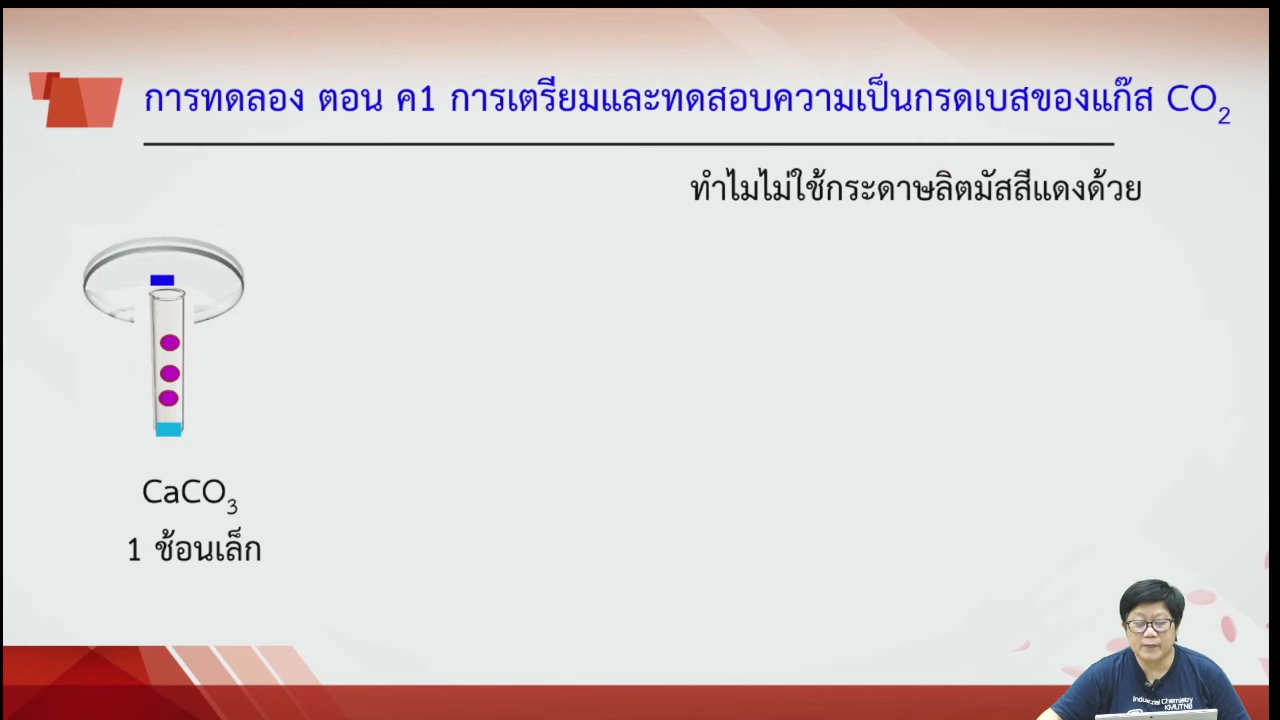 การทดลอง ตอน ค1 การเตรียมและทดสอบความเป็นกรดเบสของแก๊ส CO₂
ทำไมไม่ใช้กระดาษลิตมัสสีแดงด้วย
CaCO₃
1 ช้อนเล็ก
Industrial Chemistry
KMUTNB